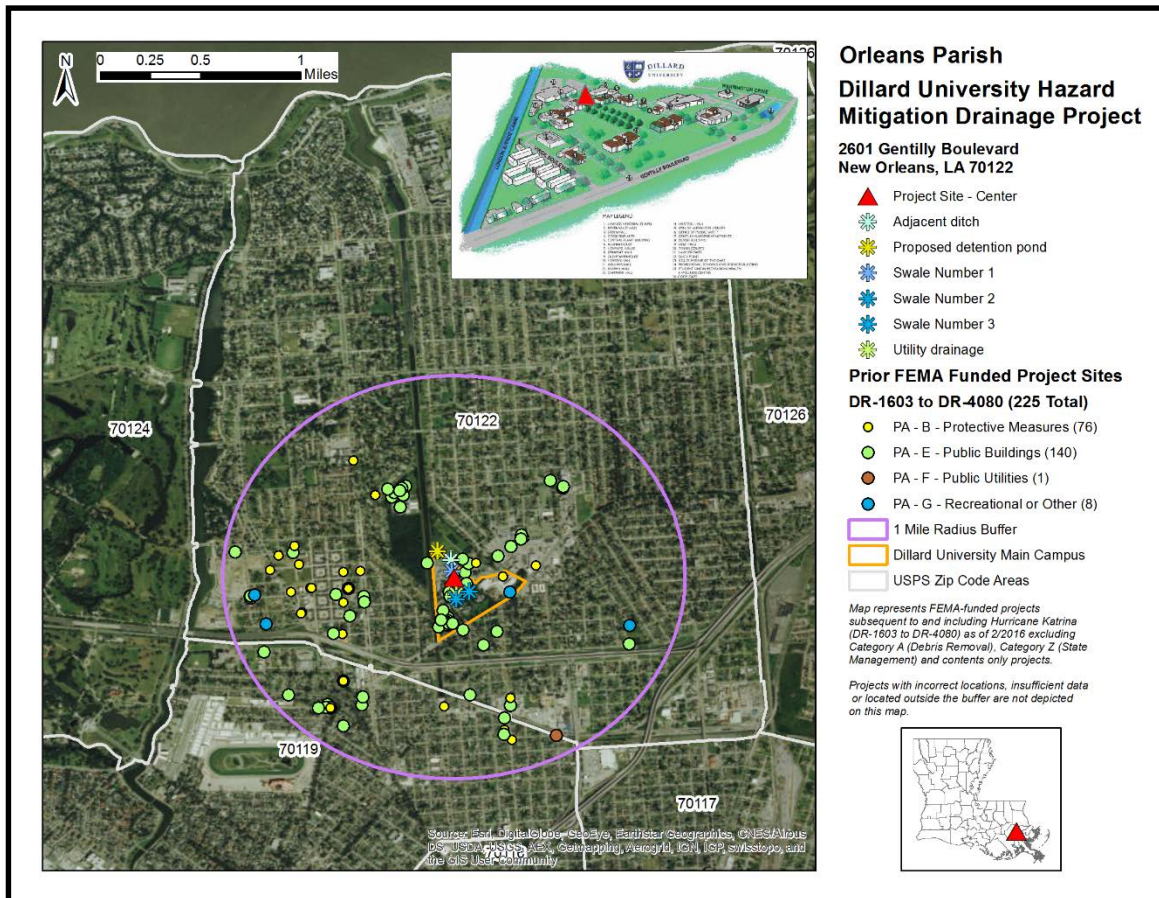 Orleans Parish
Dillard University Hazard
Mitigation Drainage Project
2601 Gentilly Boulevard
New Orleans, LA 70122
Project Site - Center
Adjacent ditch
Proposed detention pond
Swale Number 1
Swale Number 2
Swale Number 3
Utility drainage
Prior FEMA Funded Project Sites
DR-1603 to DR-4080 (225 Total)
PA - B - Protective Measures (76)
PA - E - Public Buildings (140)
PA - F - Public Utilities (1)
PA - G - Recreational or Other (8)
1 Mile Radius Buffer
Dillard University Main Campus
USPS Zip Code Areas
Map represents FEMA-funded projects
subsequent to and including Hurricane Katrina
(DR-1603 to DR-4080) as of 2/2016 excluding
Category A (Debris Removal), Category Z (State
Management) and contents only projects.
Projects with incorrect locations, insufficient data
or located outside the buffer are not depicted
on this map.
N
0 0.25 0.5 1
Miles
DILLARD
UNIVERSITY
WARRINGTON DRIVE
LONDON AVENUE CANAL
GENTILLY BOULEVARD
MAP LEGEND
70126
70124
70122
70126
70119
70117
Source: Esri, DigitalGlobe, GeoEye, Earthstar Geographics, CNES/Airbus
DS, USDA, USGS, AEX, Getmapping, Aerogrid, IGN, IGP, swisstopo, and
the GIS User Community